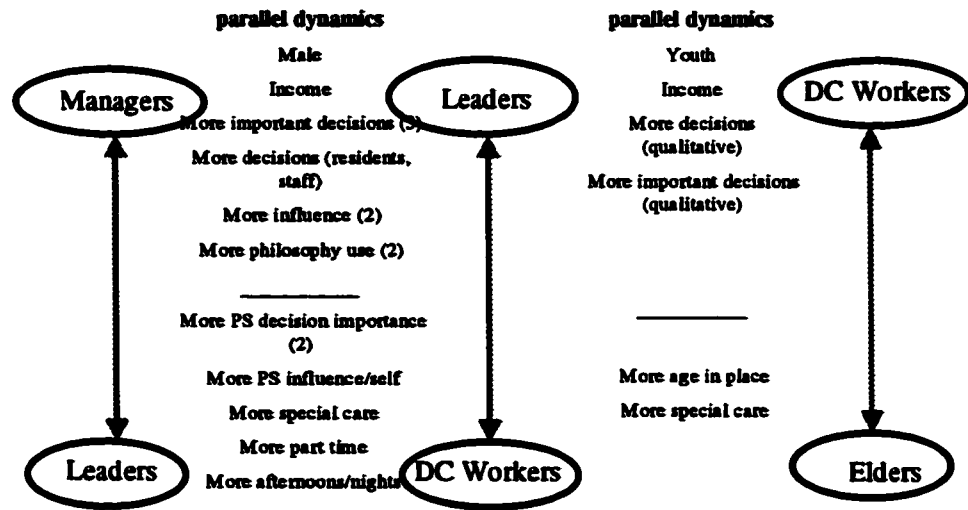 parallel dynamics
Male
Income
More important decisions (3)
More decisions (residents,
staff)
More influence (2)
More philosophy use (2)
More PS decision importance
(2)
More PS influence/self
More special care
More part time
More afternoons/nights
parallel dynamics
Youth
Income
More decisions
(qualitative)
More important decisions
(qualitative)
More age in place
More special care
Managers
Leaders
DC Workers
Leaders
DC Workers
Elders